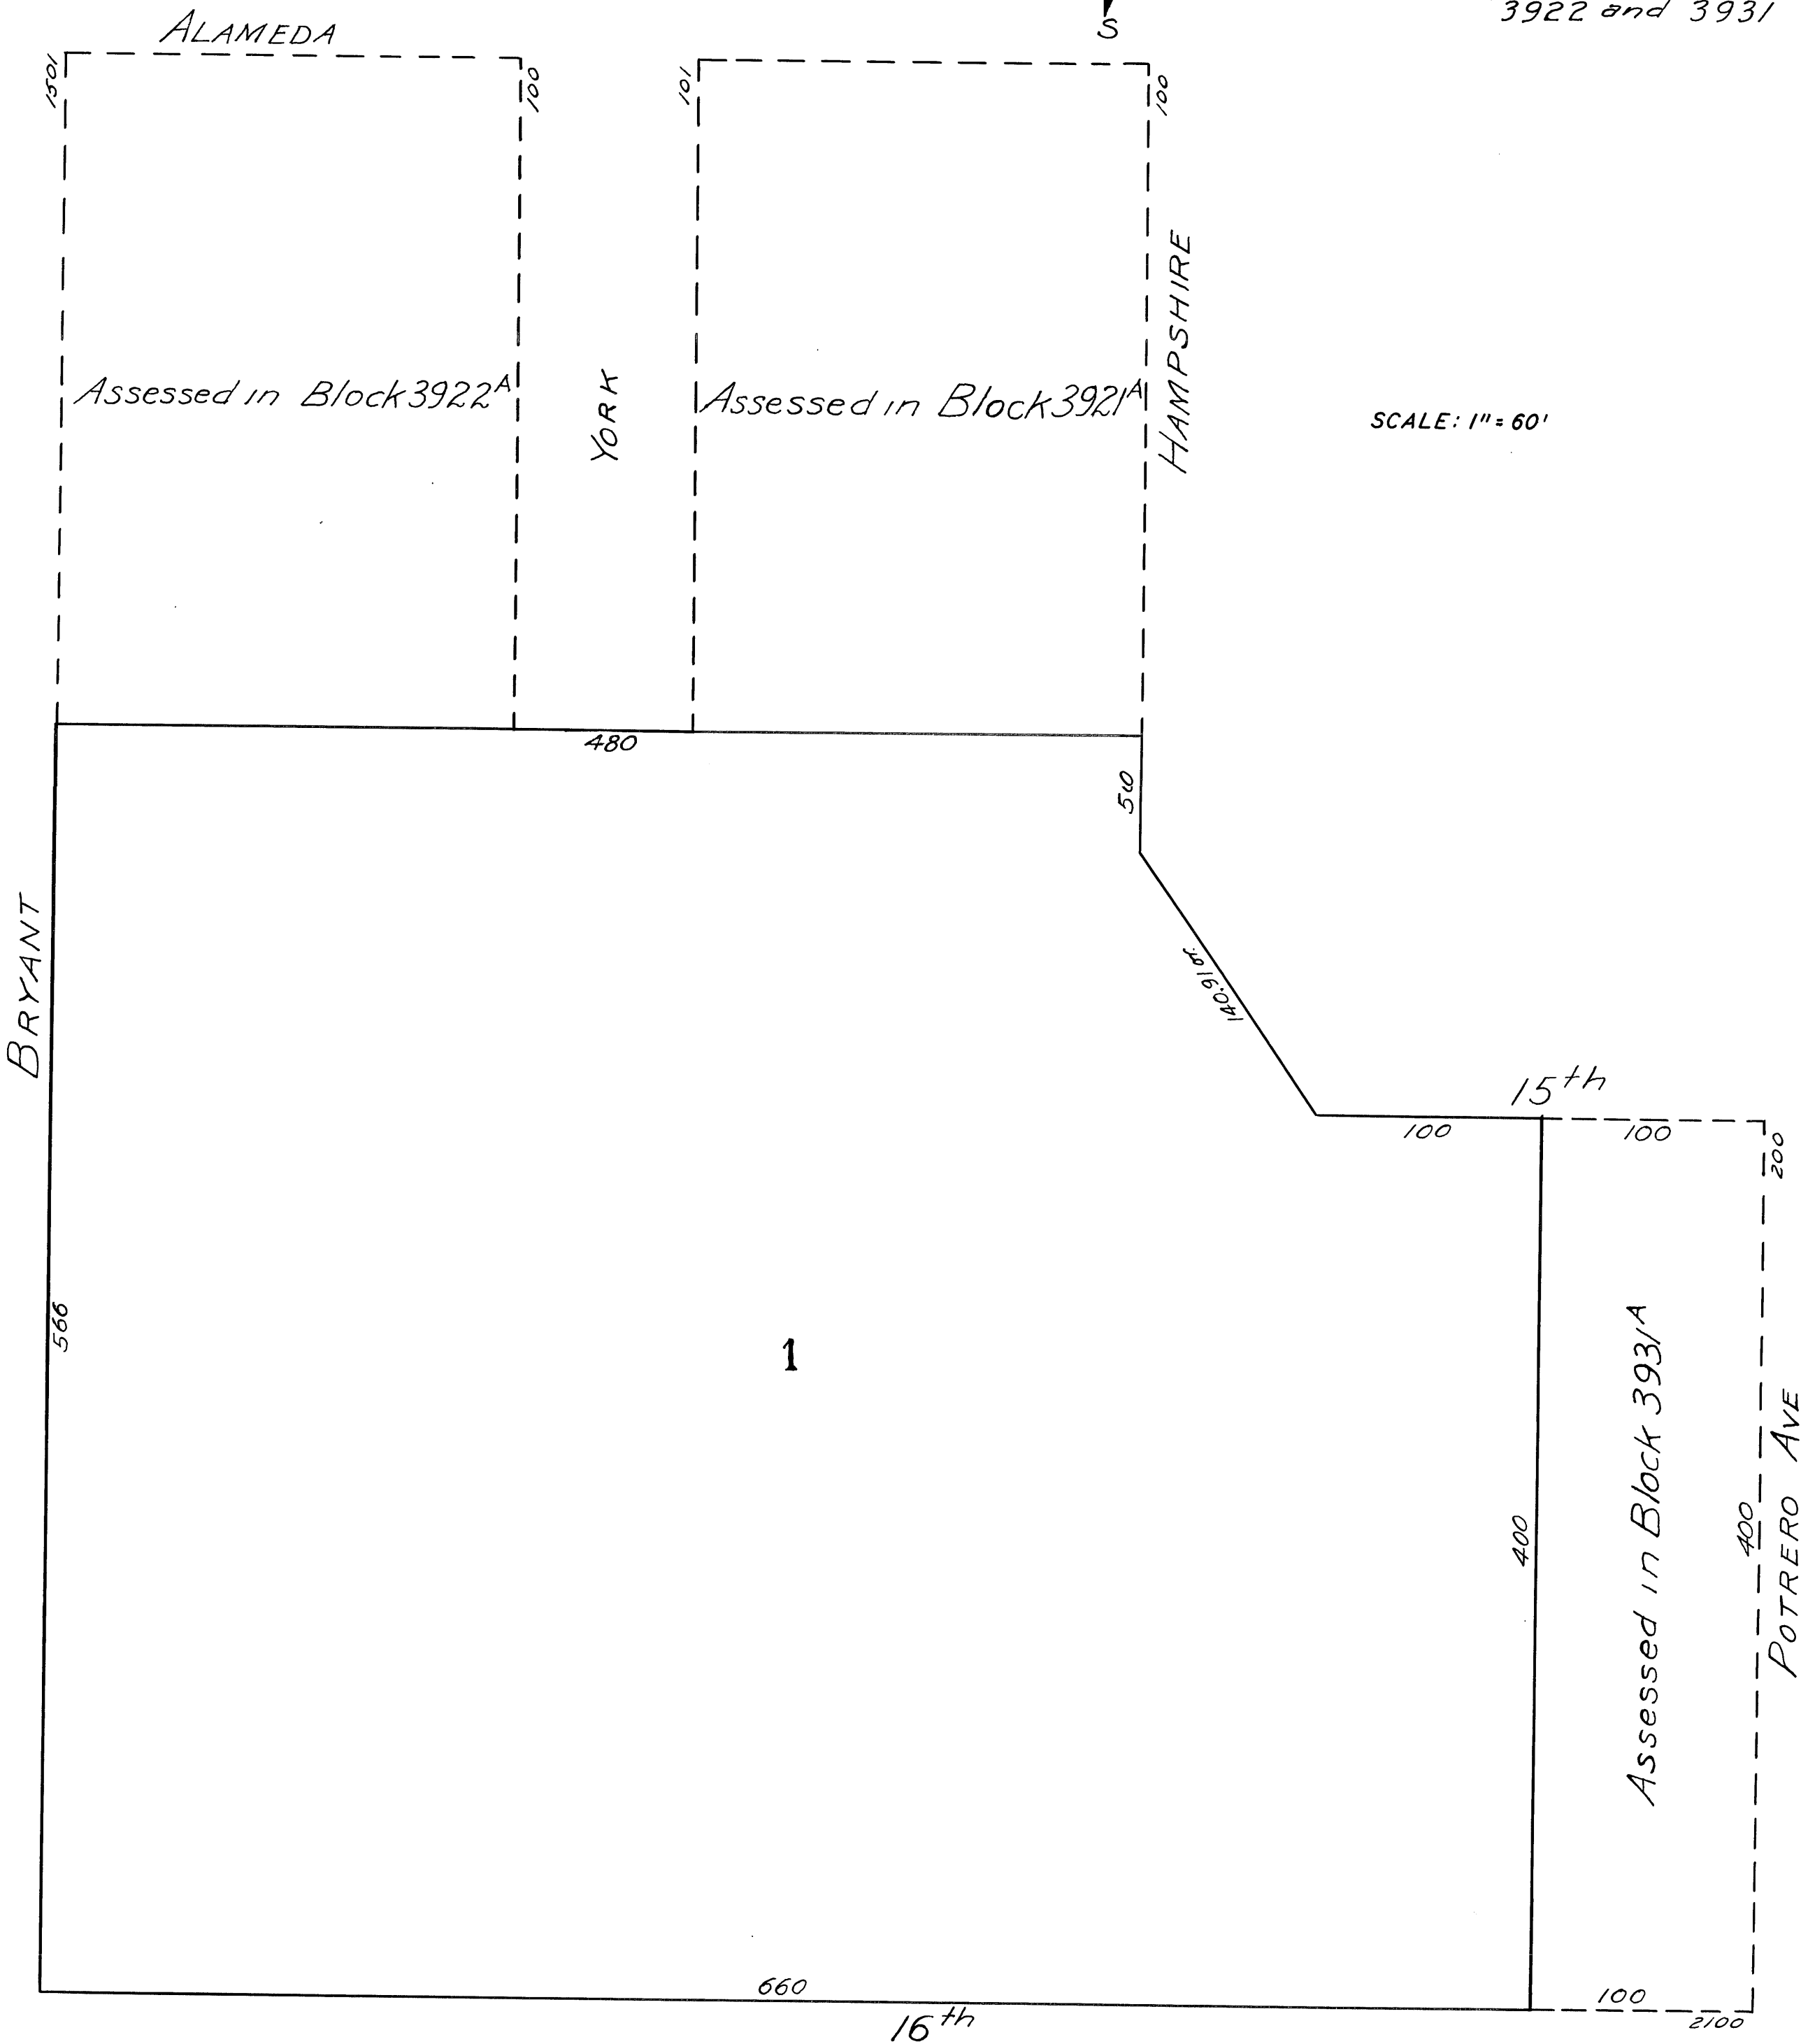 S
3922 and 3931
ALAMEDA
1501
100
101
100
HAMPSHIRE
YORK
Assessed in Block 3922ᴬ
Assessed in Block 3921ᴬ
SCALE: 1" = 60'
480
50
BRYANT
140.91 or.
15th
100
100
200
566
1
Assessed in Block 3931ᴬ
400
400
POTRERO AVE
660
100
16th
2100